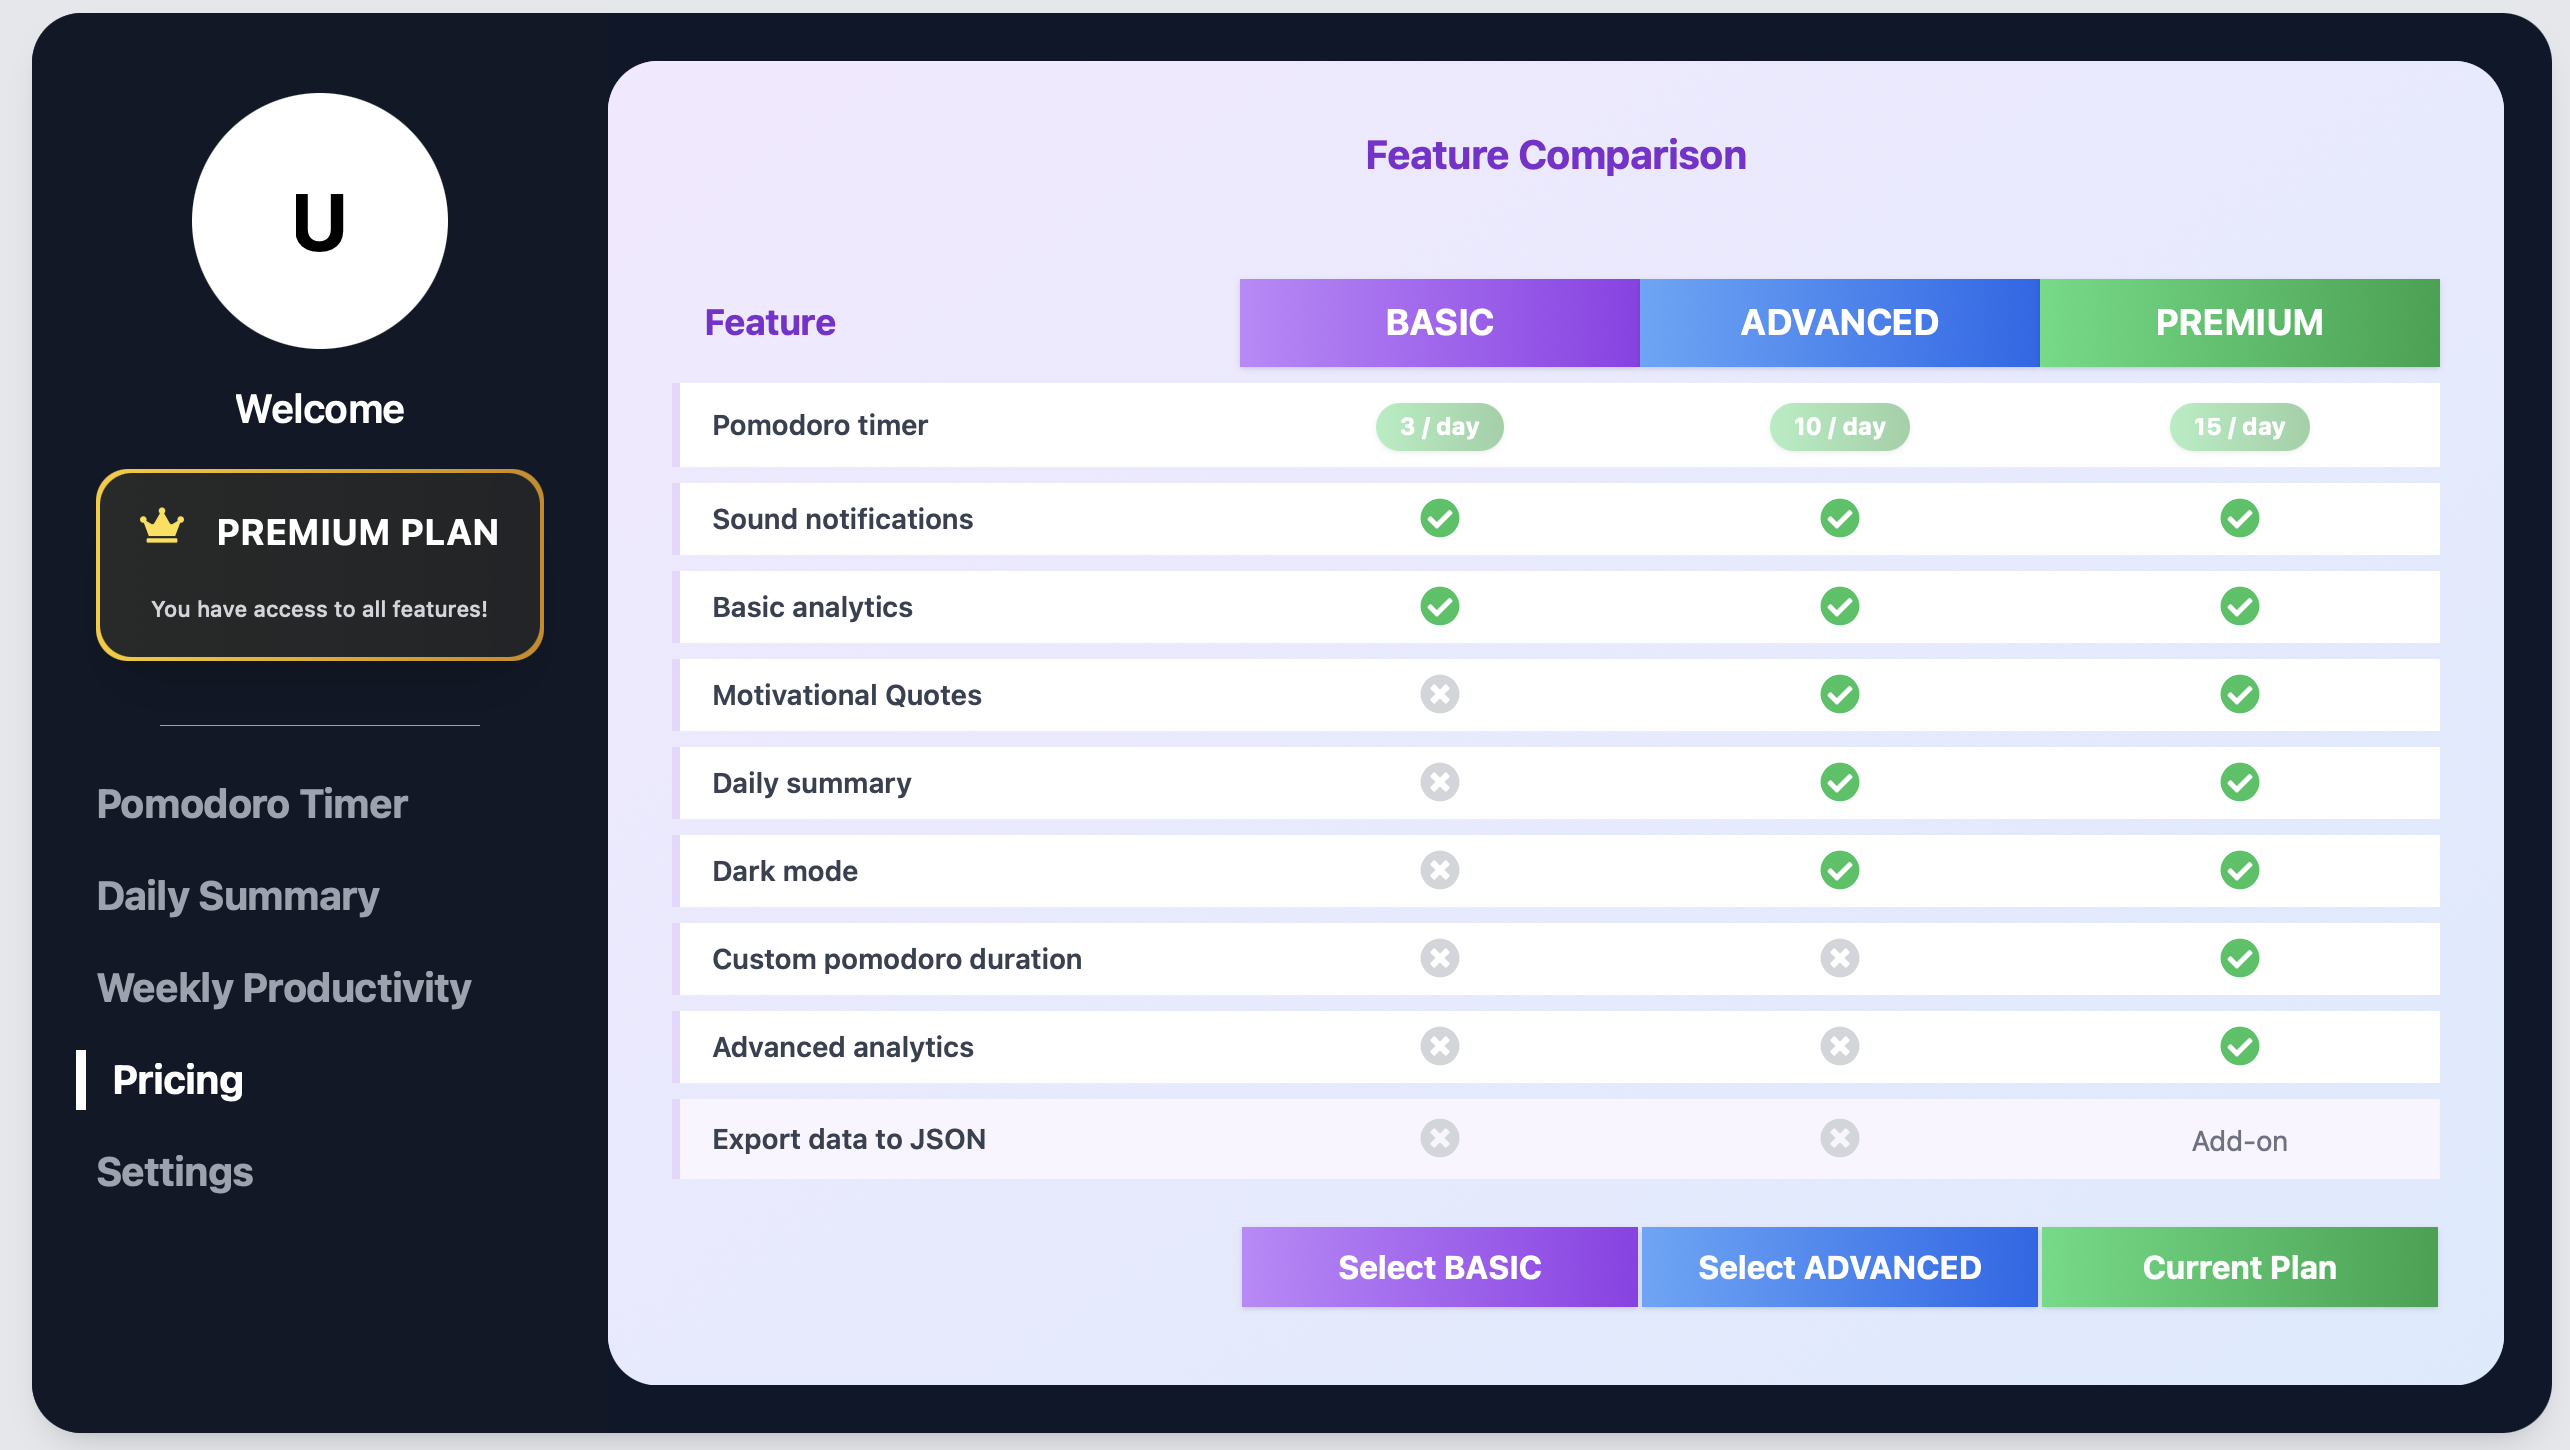 U
Welcome
PREMIUM PLAN
You have access to all features!
Pomodoro Timer
Daily Summary
Weekly Productivity
Pricing
Settings
Feature Comparison
Feature BASIC ADVANCED PREMIUM
Pomodoro timer 3 / day 10 / day 15 / day
Sound notifications
Basic analytics
Motivational Quotes
Daily summary
Dark mode
Custom pomodoro duration
Advanced analytics
Export data to JSON Add-on
Select BASIC Select ADVANCED Current Plan